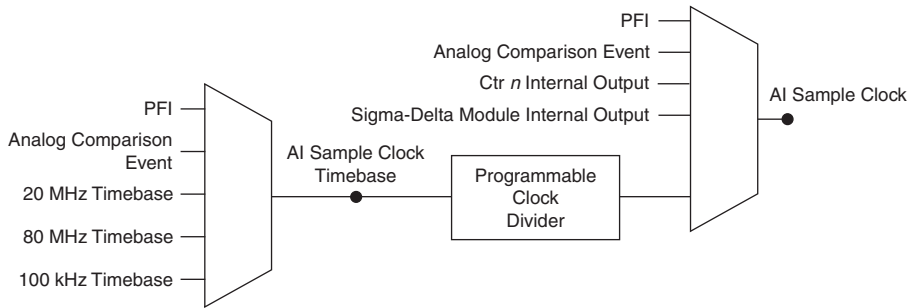 PFI
Analog Comparison Event
Ctr n Internal Output
Sigma-Delta Module Internal Output
AI Sample Clock
PFI
Analog Comparison
Event
20 MHz Timebase
80 MHz Timebase
100 kHz Timebase
AI Sample Clock
Timebase
Programmable
Clock
Divider